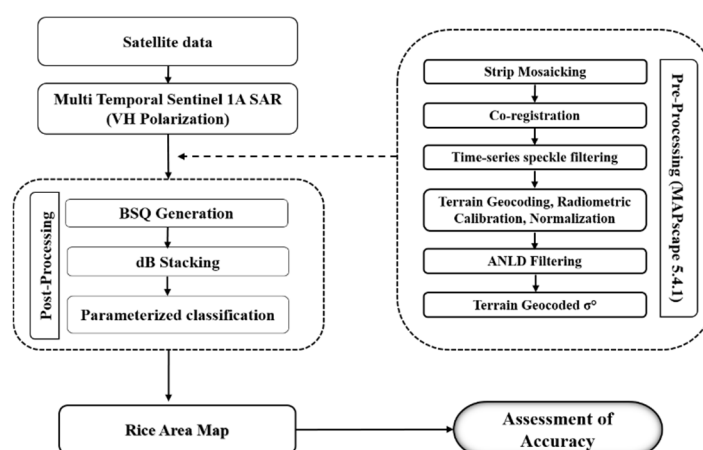 Satellite data
Multi Temporal Sentinel 1A SAR
(VH Polarization)
Post-Processing
BSQ Generation
dB Stacking
Parameterized classification
Rice Area Map
Strip Mosaicking
Co-registration
Time-series speckle filtering
Terrain Geocoding, Radiometric
Calibration, Normalization
ANLD Filtering
Terrain Geocoded σ°
Pre-Processing (MAPscape 5.4.1)
Assessment of
Accuracy